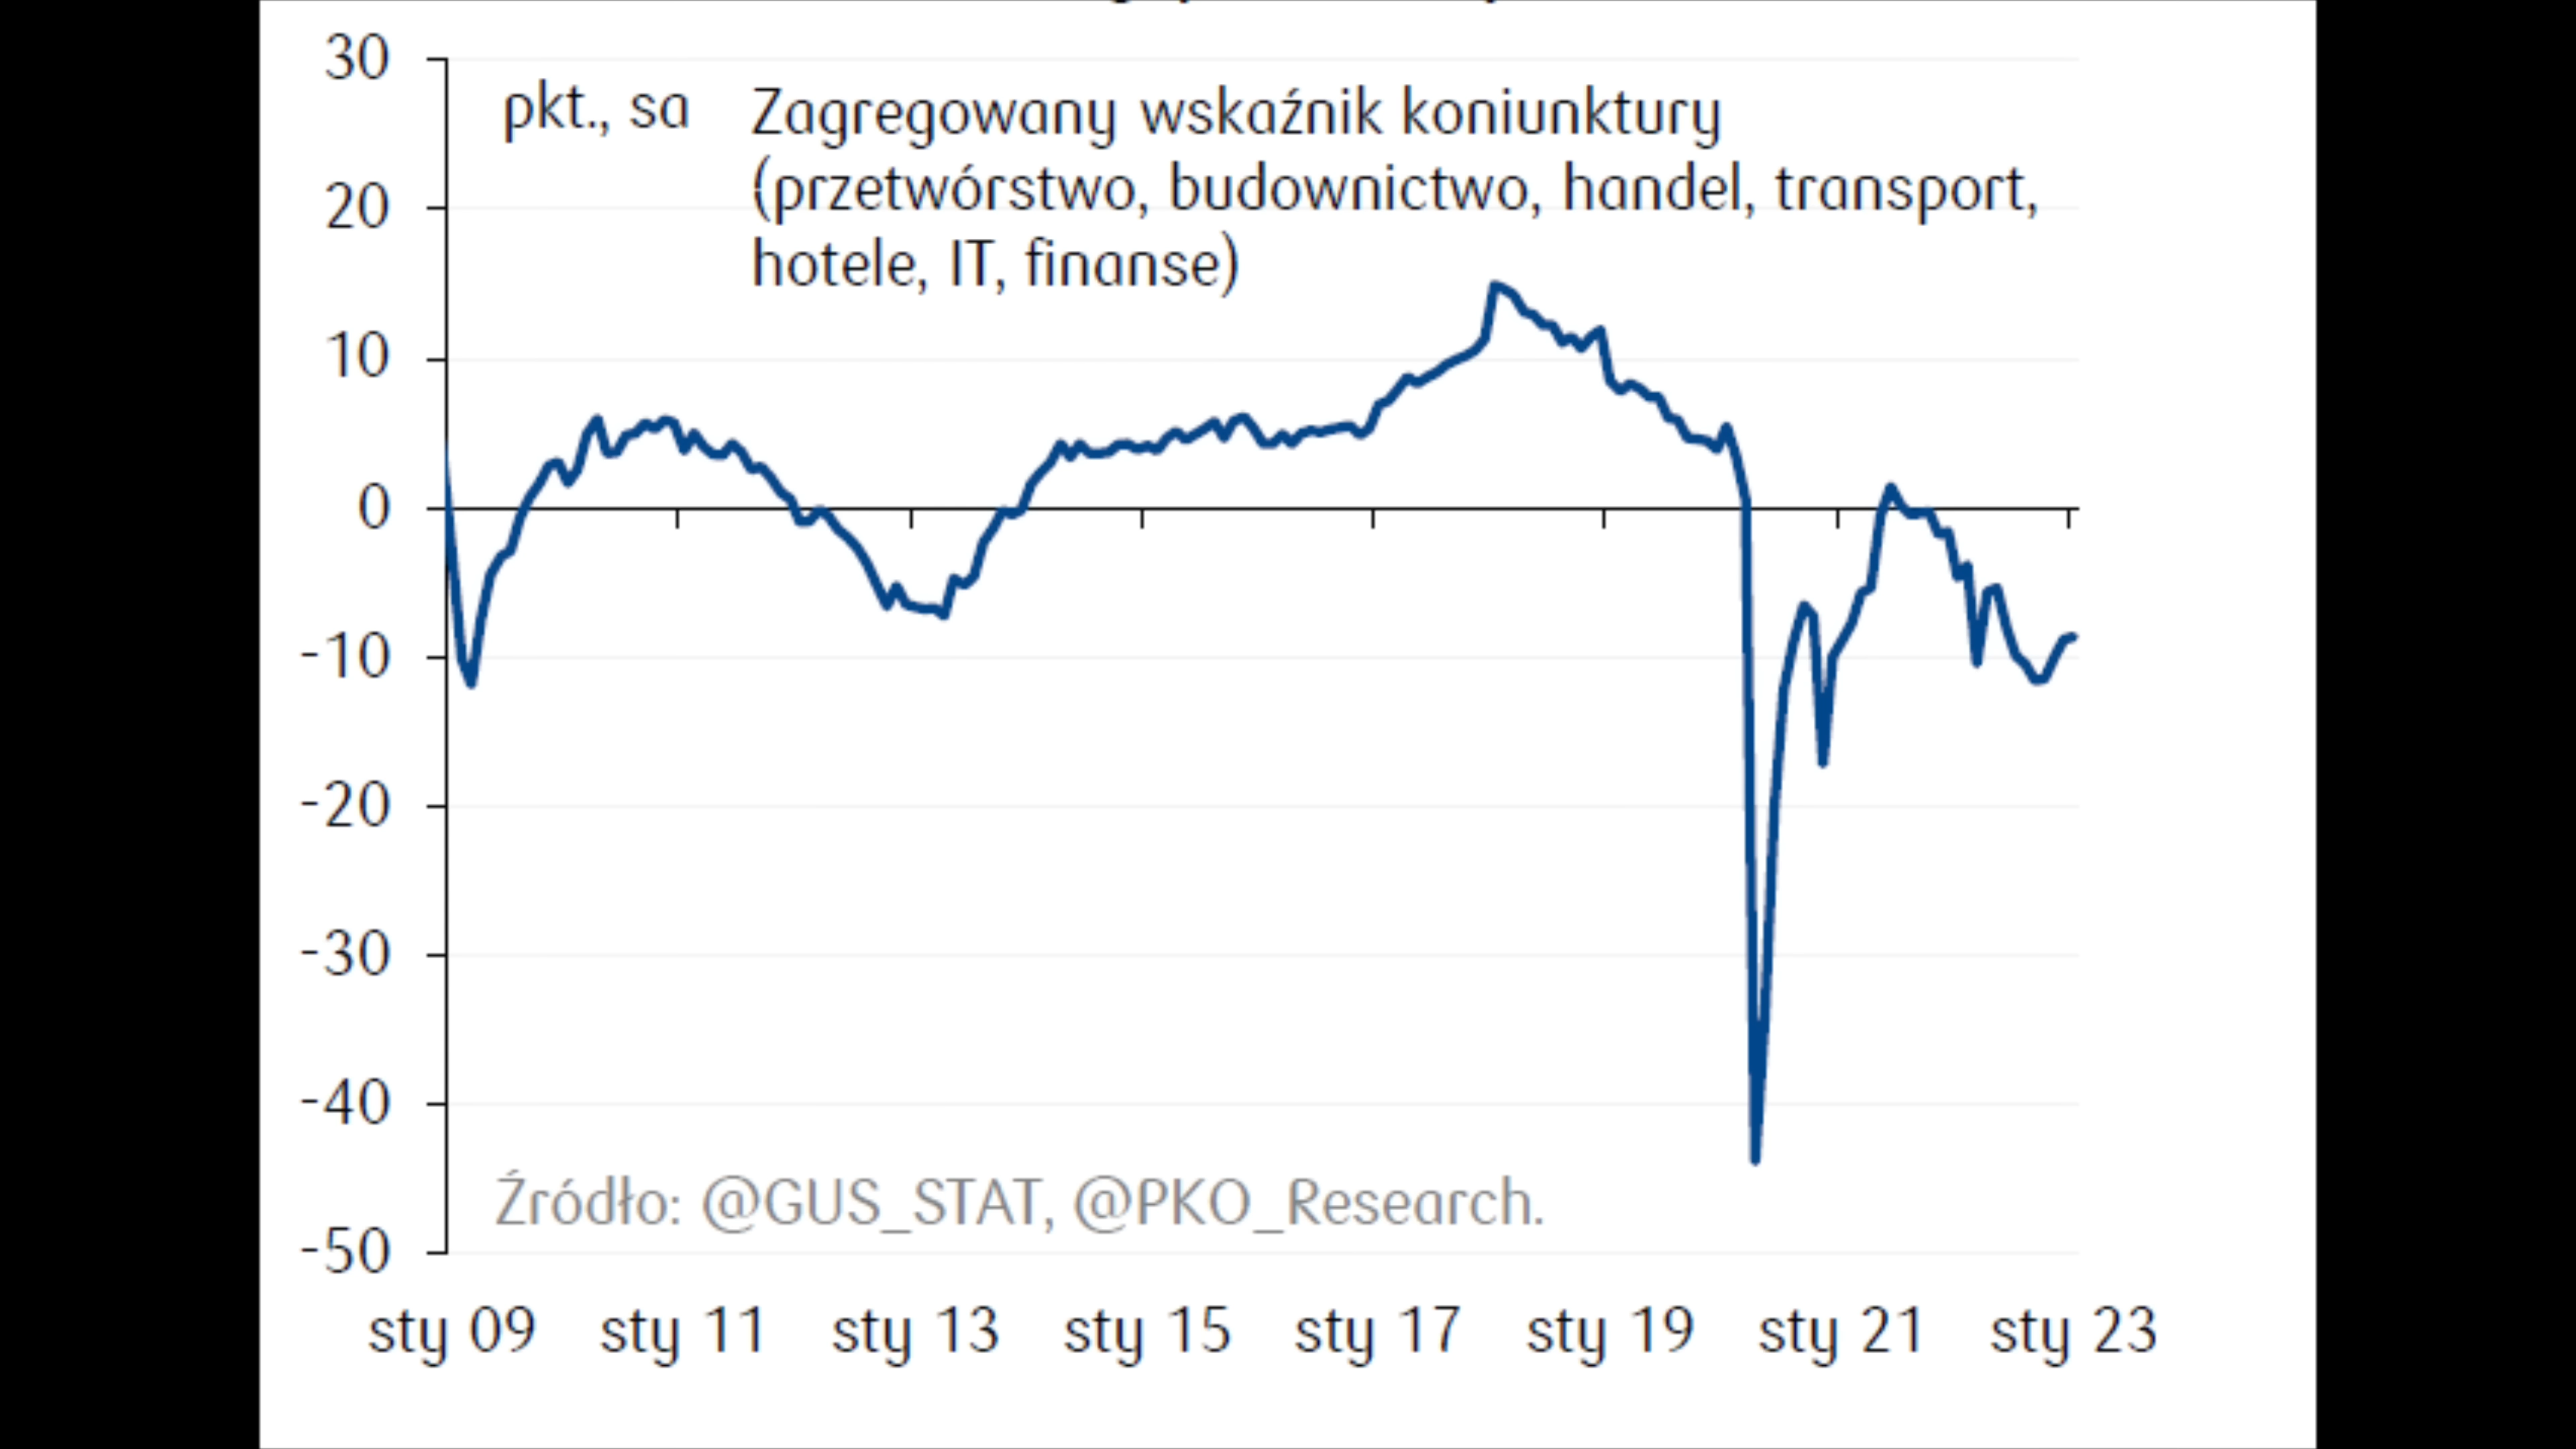 30
pkt., sa
Zagregowany wskaźnik koniunktury
(przetwórstwo, budownictwo, handel, transport,
hotele, IT, finanse)
20
10
0
-10
-20
-30
-40
-50
Źródło: @GUS_STAT, @PKO_Research.
sty 09 sty 11 sty 13 sty 15 sty 17 sty 19 sty 21 sty 23